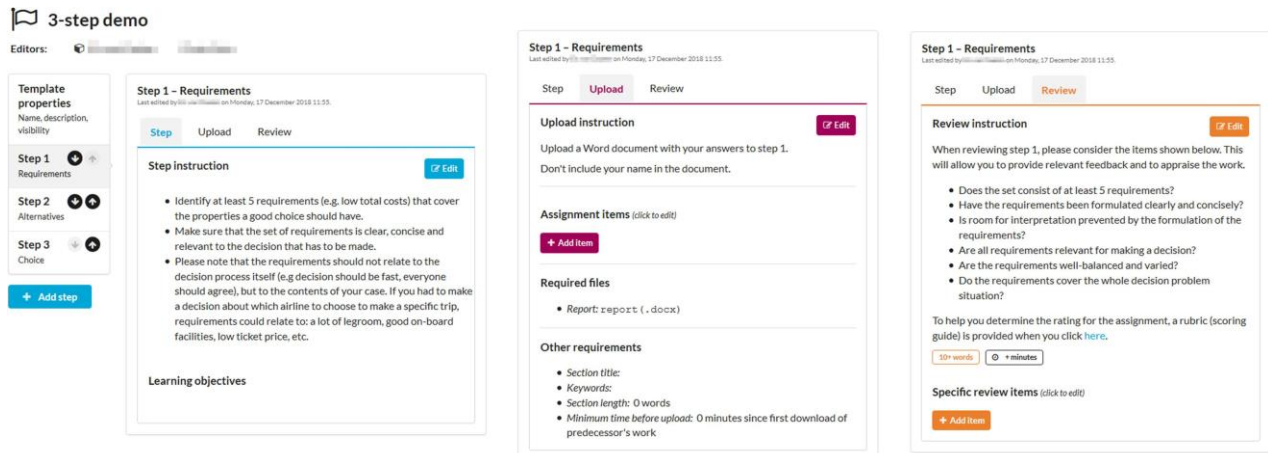 3-step demo
Editors:
Template
properties
Name, description,
visibility
Step 1
Requirements
Step 2
Alternatives
Step 3
Choice
+ Add step
Step 1 – Requirements
Last edited by on Monday, 17 December 2018 11:55.
Step Upload Review
Step instruction
Edit
• Identify at least 5 requirements (e.g. low total costs) that cover
the properties a good choice should have.
• Make sure that the set of requirements is clear, concise and
relevant to the decision that has to be made.
• Please note that the requirements should not relate to the
decision process itself (e.g decision should be fast, everyone
should agree), but to the contents of your case. If you had to make
a decision about which airline to choose to make a specific trip,
requirements could relate to: a lot of legroom, good on-board
facilities, low ticket price, etc.
Learning objectives
Step 1 – Requirements
Last edited by on Monday, 17 December 2018 11:55.
Step Upload Review
Upload instruction
Edit
Upload a Word document with your answers to step 1.
Don't include your name in the document.
Assignment items (click to edit)
+ Add item
Required files
• Report: report (.docx)
Other requirements
• Section title:
• Keywords:
• Section length: 0 words
• Minimum time before upload: 0 minutes since first download of
predecessor's work
Step 1 – Requirements
Last edited by on Monday, 17 December 2018 11:55.
Step Upload Review
Review instruction
Edit
When reviewing step 1, please consider the items shown below. This
will allow you to provide relevant feedback and to appraise the work.
• Does the set consist of at least 5 requirements?
• Have the requirements been formulated clearly and concisely?
• Is room for interpretation prevented by the formulation of the
requirements?
• Are all requirements relevant for making a decision?
• Are the requirements well-balanced and varied?
• Do the requirements cover the whole decision problem
situation?
To help you determine the rating for the assignment, a rubric (scoring
guide) is provided when you click here.
10+ words + minutes
Specific review items (click to edit)
+ Add item